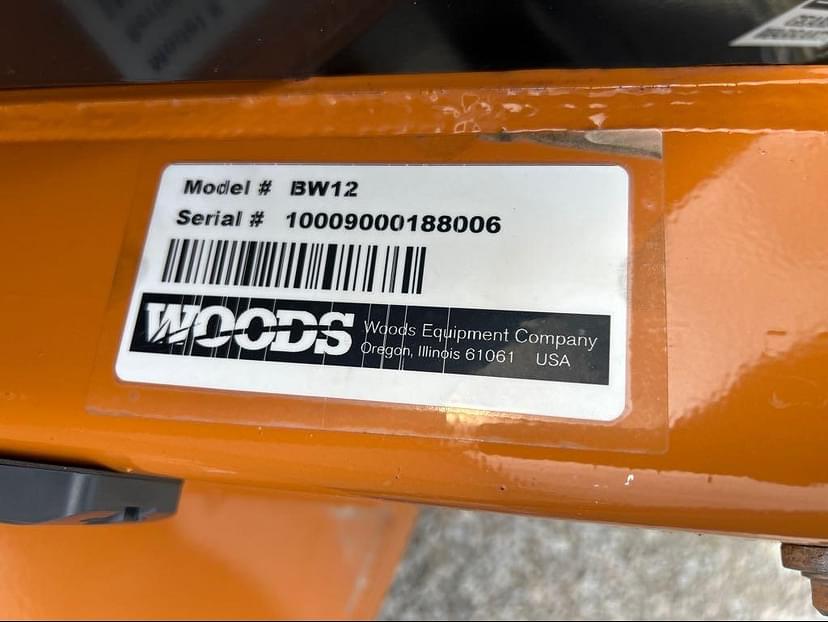 Model # BW12
Serial # 10009000188006
WOODS
Woods Equipment Company
Oregon, Illinois 61061 USA